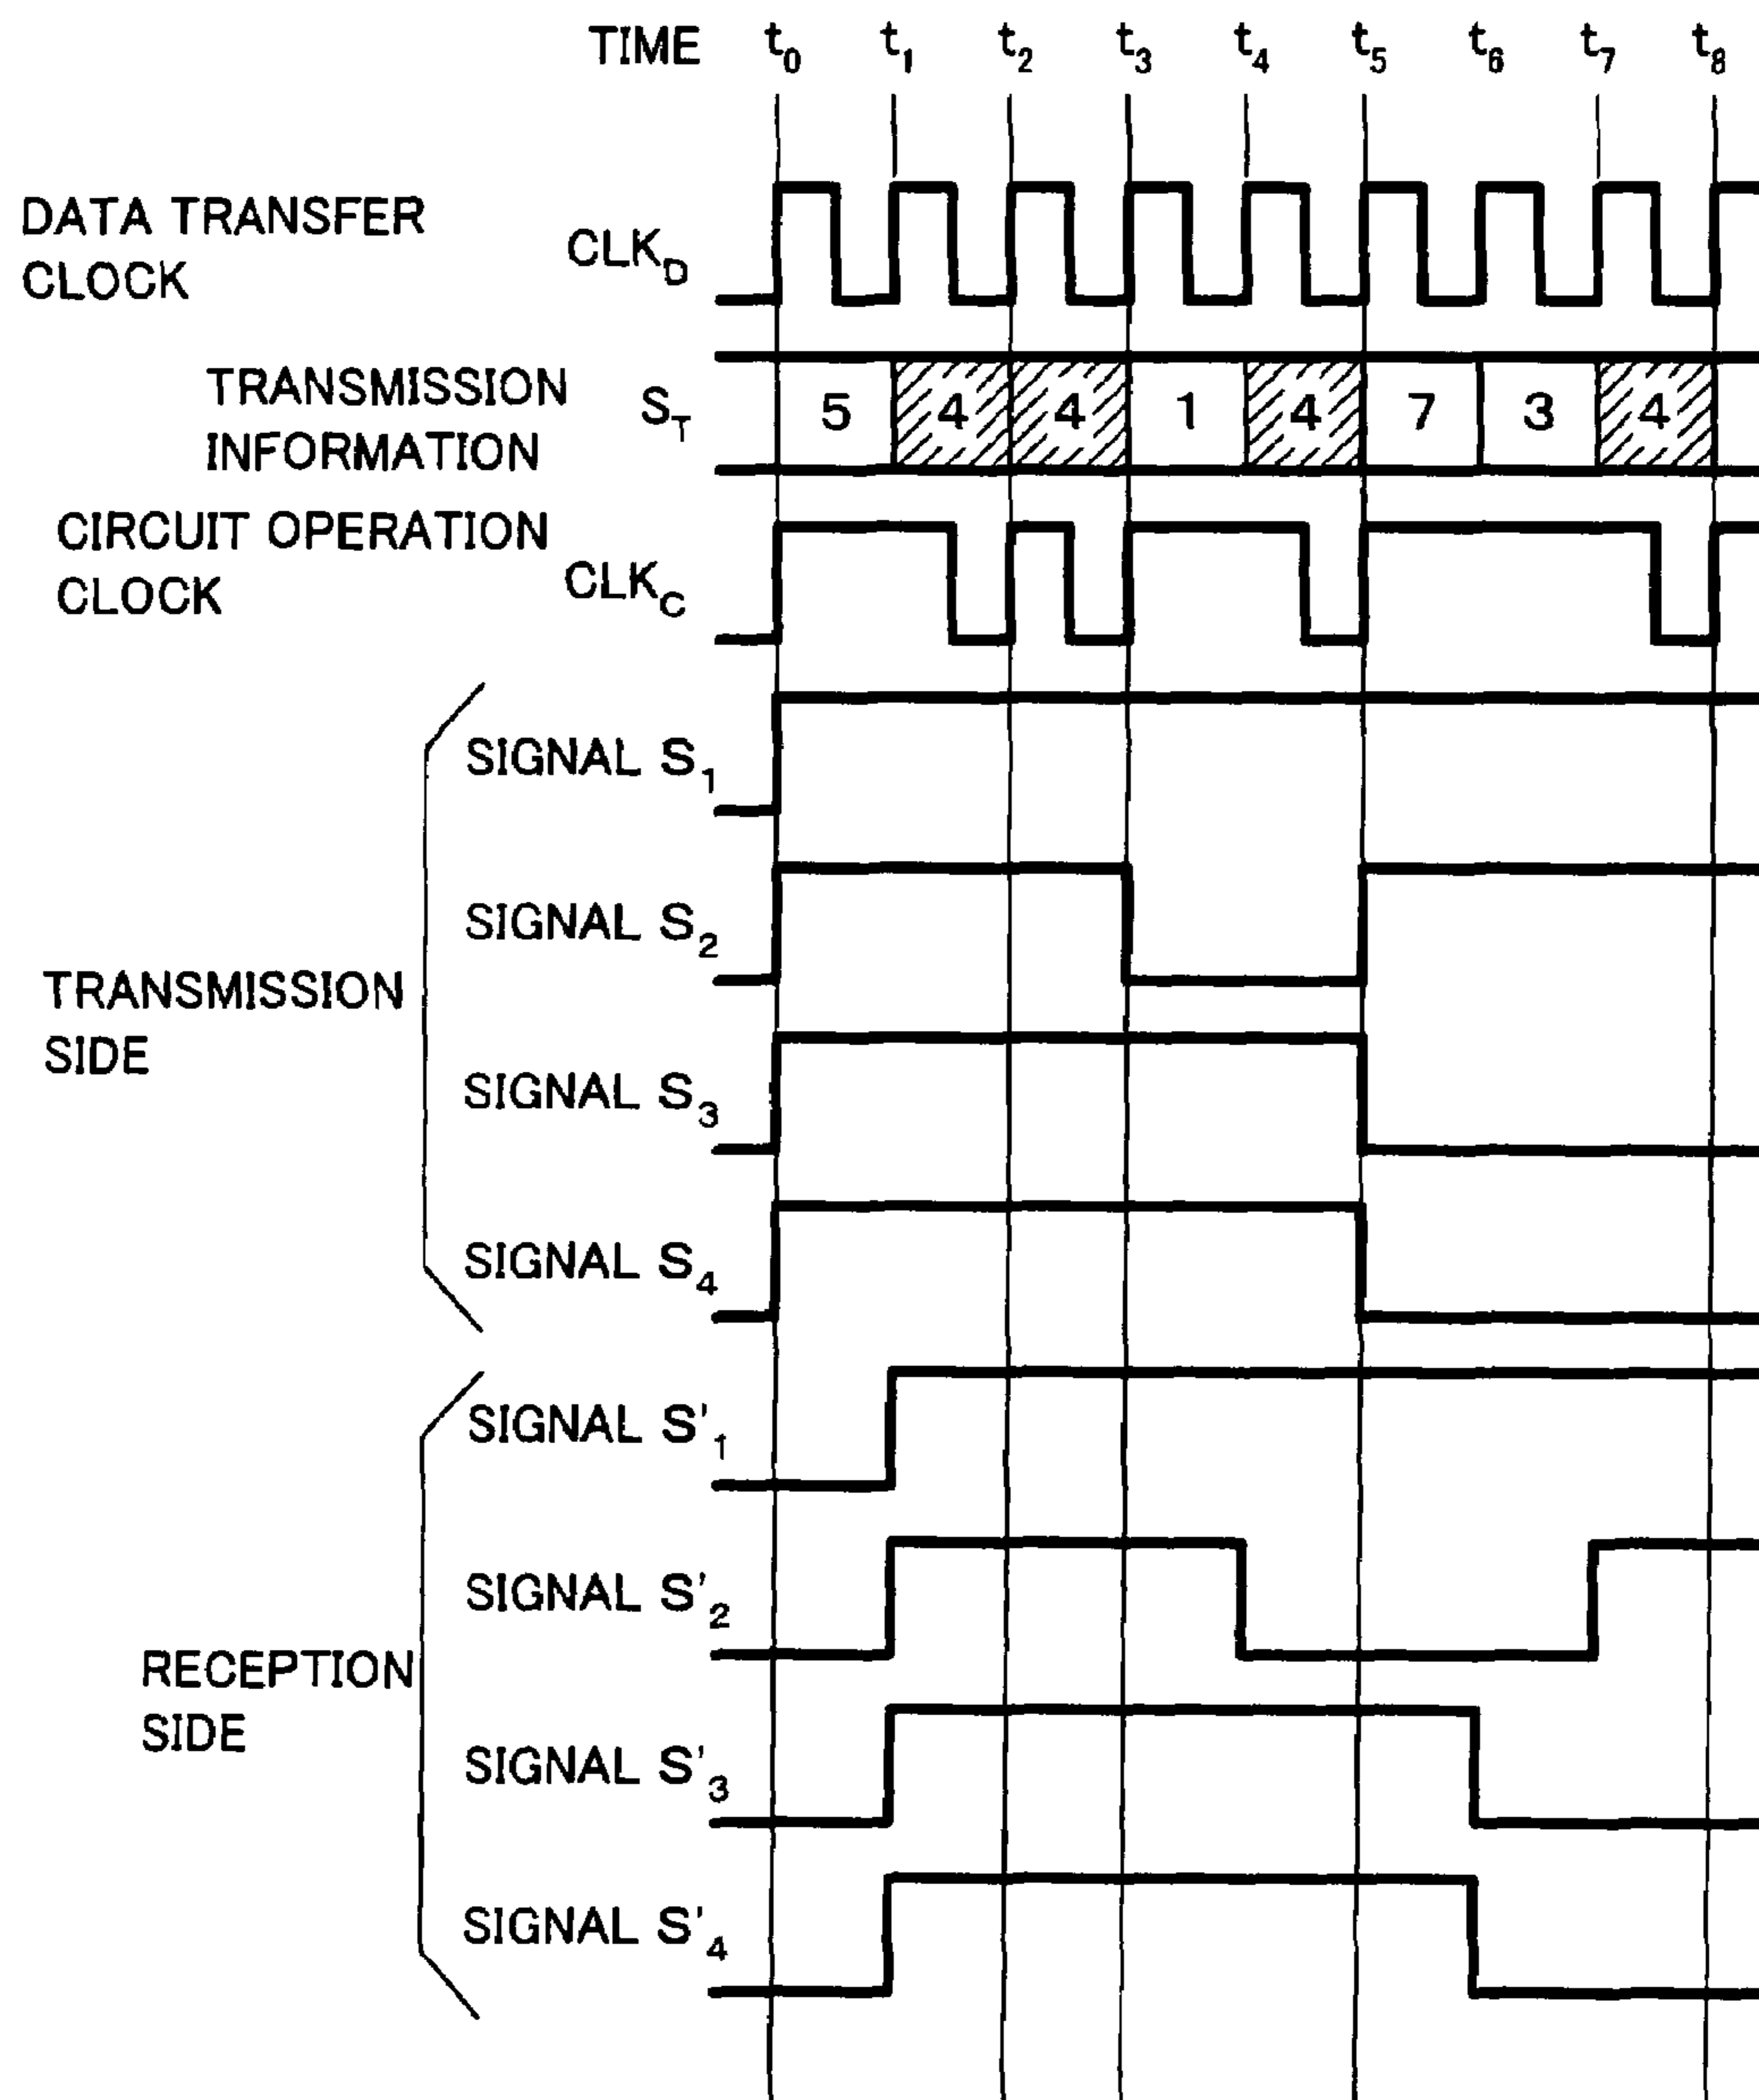 TIME t0 t1 t2 t3 t4 t5 t6 t7 t8
DATA TRANSFER
CLOCK
CLKD
TRANSMISSION
INFORMATION
ST
5 4 4 1 4 7 3 4
CIRCUIT OPERATION
CLOCK
CLKC
TRANSMISSION
SIDE
SIGNAL S1
SIGNAL S2
SIGNAL S3
SIGNAL S4
RECEPTION
SIDE
SIGNAL S'1
SIGNAL S'2
SIGNAL S'3
SIGNAL S'4